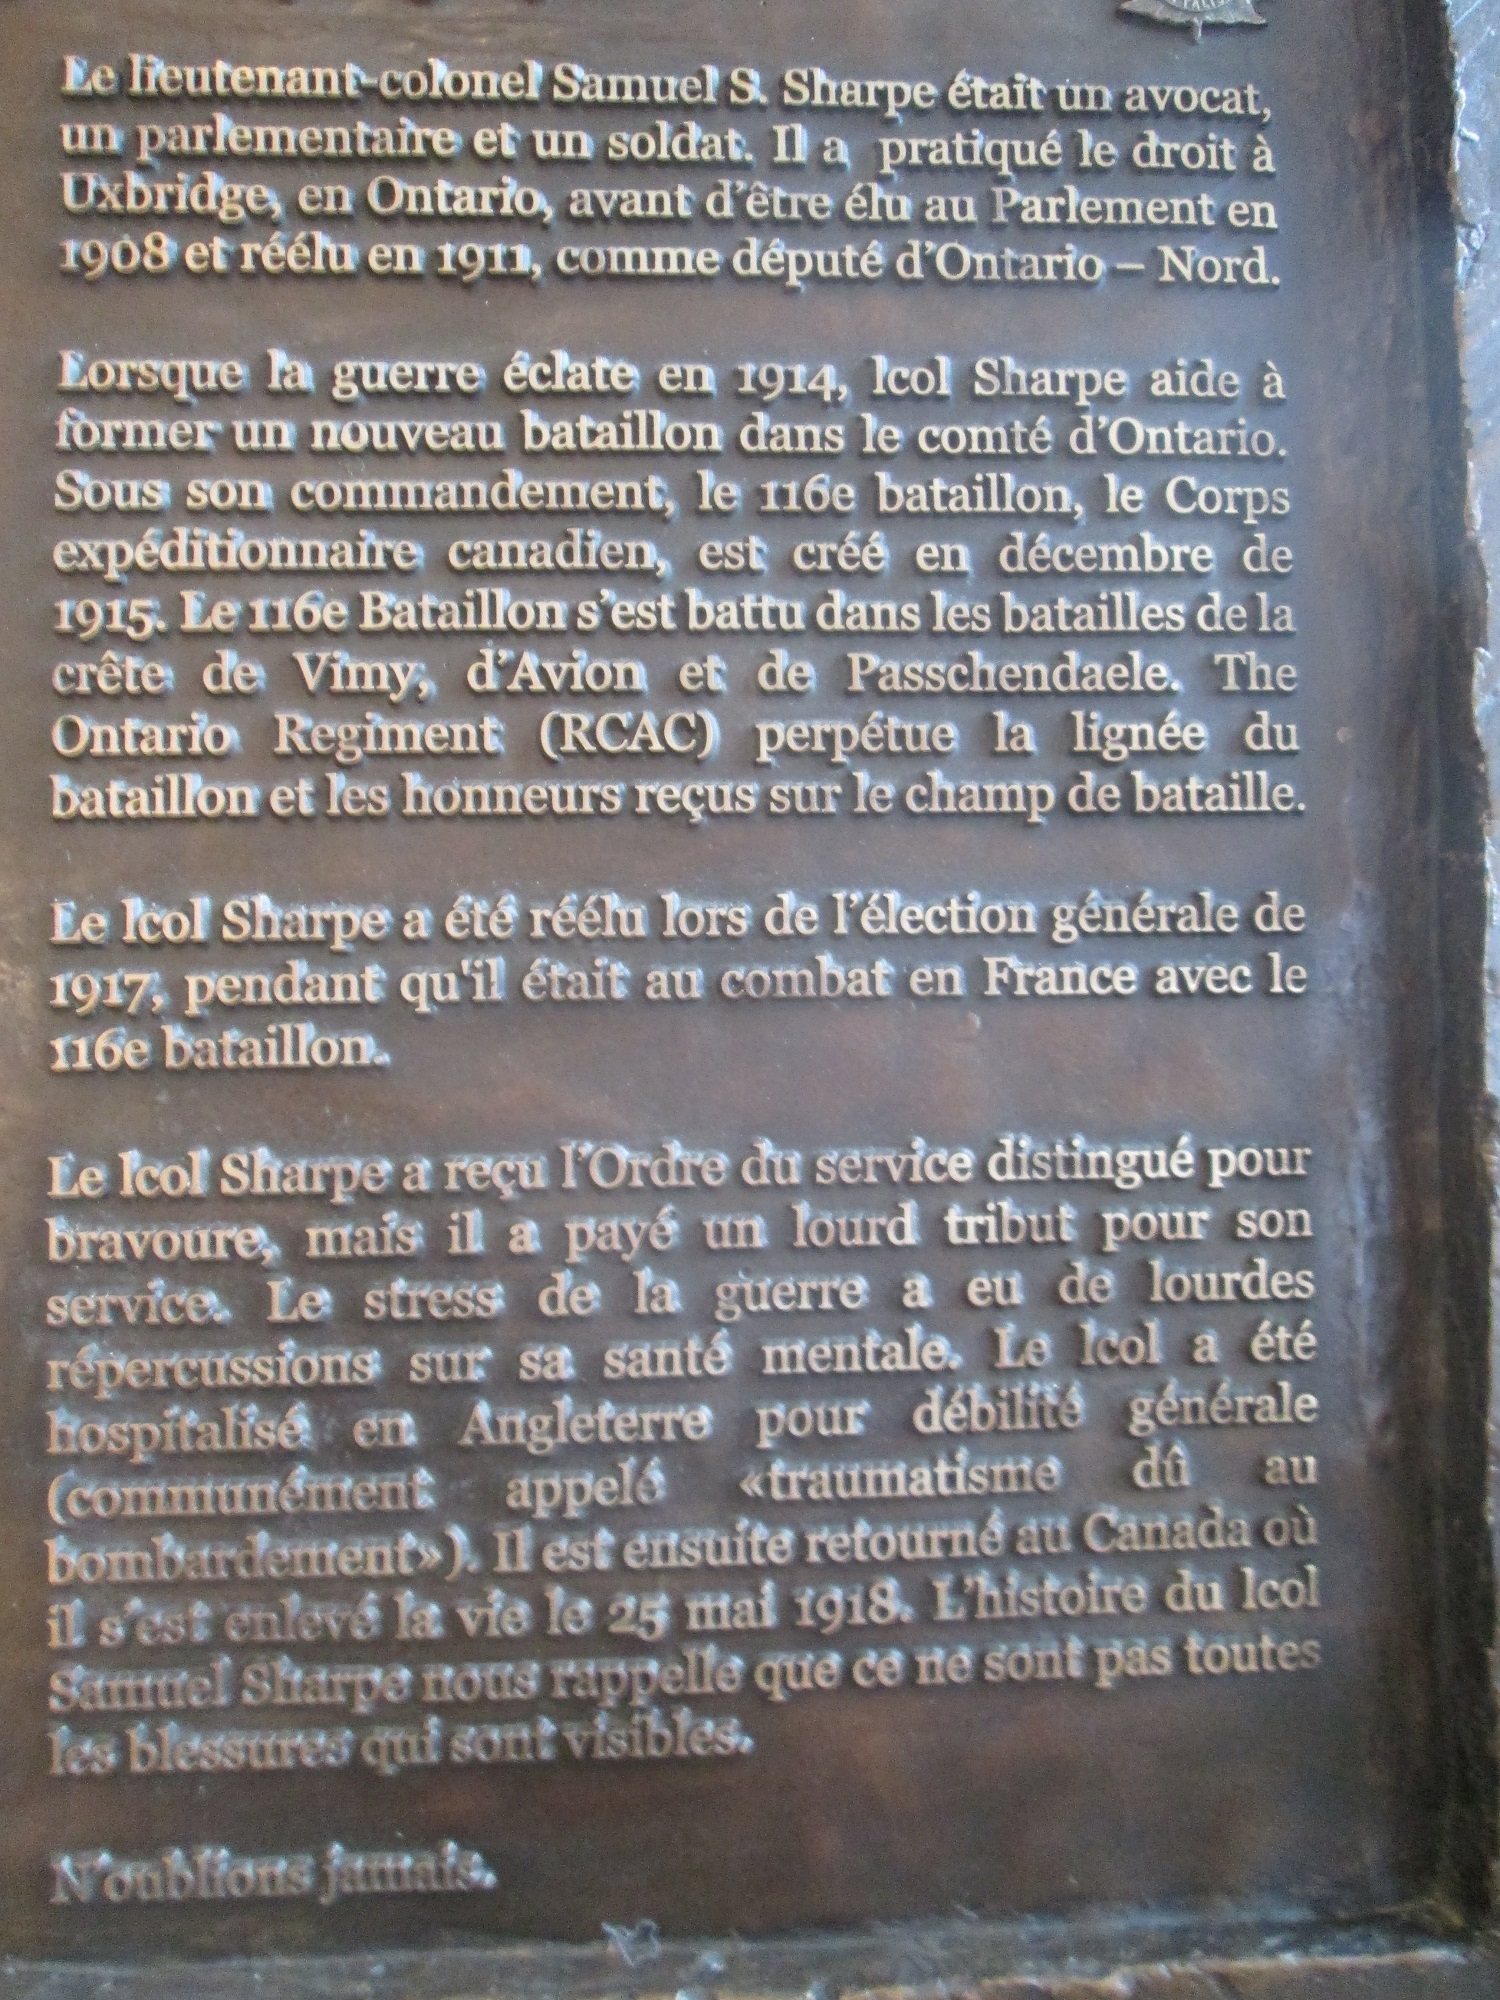 Le lieutenant-colonel Samuel S. Sharpe était un avocat,
un parlementaire et un soldat. Il a pratiqué le droit à
Uxbridge, en Ontario, avant d'être élu au Parlement en
1908 et réélu en 1911, comme député d'Ontario – Nord.
Lorsque la guerre éclate en 1914, lcol Sharpe aide à
former un nouveau bataillon dans le comté d'Ontario.
Sous son commandement, le 116e bataillon, le Corps
expéditionnaire canadien, est créé en décembre de
1915. Le 116e Bataillon s'est battu dans les batailles de la
crête de Vimy, d'Avion et de Passchendaele. The
Ontario Regiment (RCAC) perpétue la lignée du
bataillon et les honneurs reçus sur le champ de bataille.
Le lcol Sharpe a été réélu lors de l'élection générale de
1917, pendant qu'il était au combat en France avec le
116e bataillon.
Le lcol Sharpe a reçu l'Ordre du service distingué pour
bravoure, mais il a payé un lourd tribut pour son
service. Le stress de la guerre a eu de lourdes
répercussions sur sa santé mentale. Le lcol a été
hospitalisé en Angleterre pour débilité générale
(communément appelé «traumatisme dû au
bombardement»). Il est ensuite retourné au Canada où
il s'est enlevé la vie le 25 mai 1918. L'histoire du lcol
Samuel Sharpe nous rappelle que ce ne sont pas toutes
les blessures qui sont visibles.
N'oublions jamais.